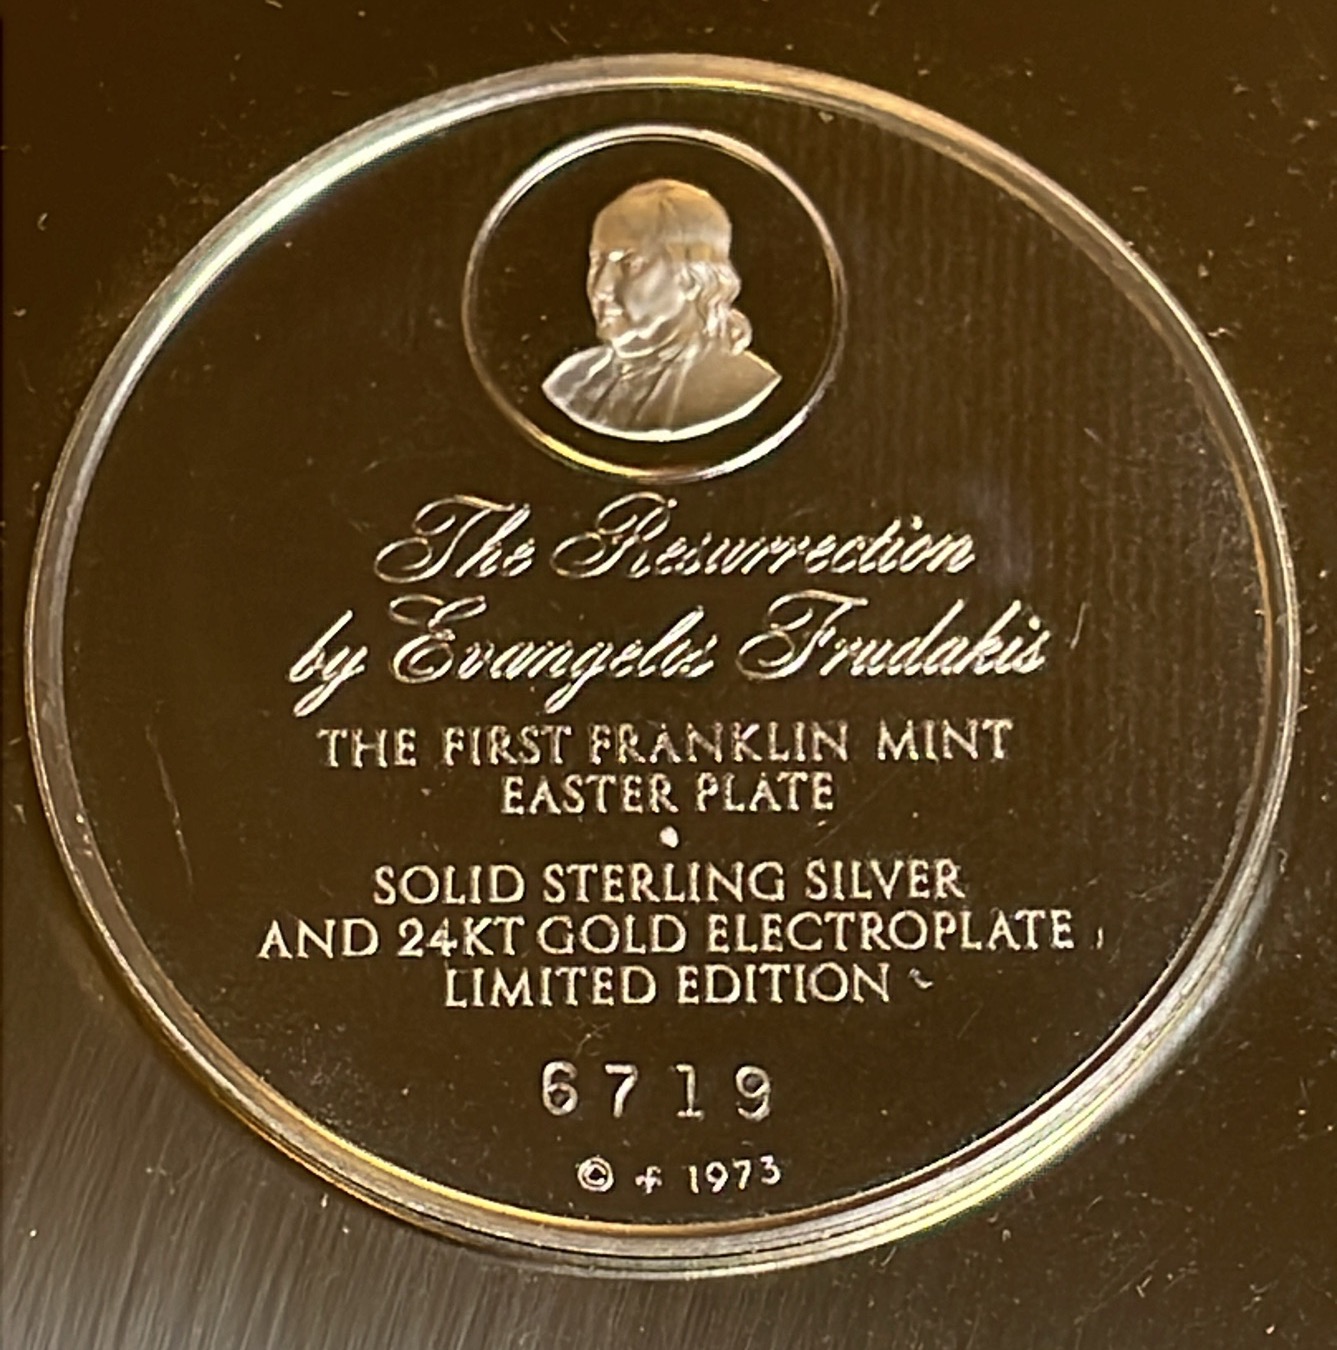 The Resurrection
by Evangelos Frudakis
THE FIRST FRANKLIN MINT
EASTER PLATE
•
SOLID STERLING SILVER
AND 24KT GOLD ELECTROPLATE
LIMITED EDITION
6719
© f 1973